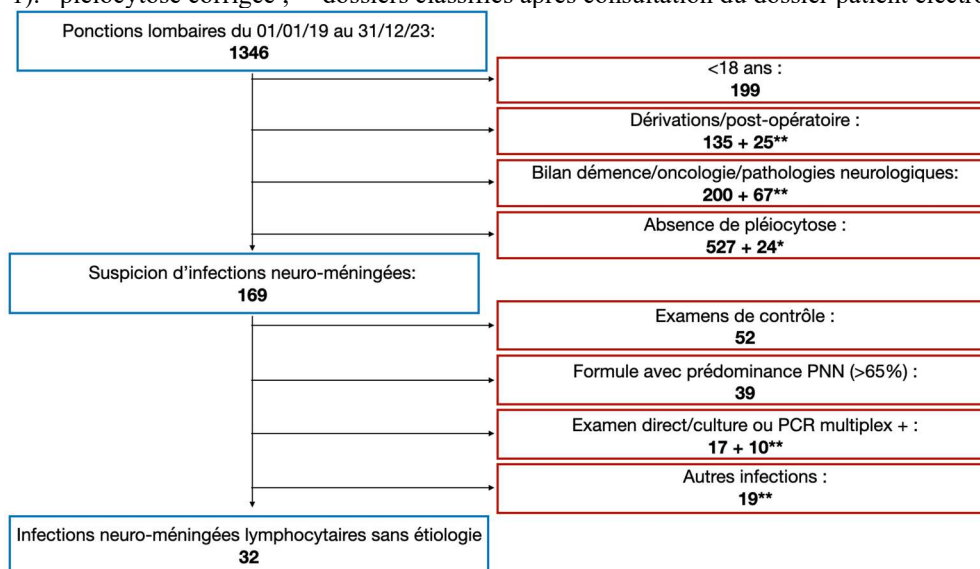 Ponctions lombaires du 01/01/19 au 31/12/23:
1346
<18 ans :
199
Dérivations/post-opératoire :
135 + 25**
Bilan démence/oncologie/pathologies neurologiques:
200 + 67**
Absence de pléiocytose :
527 + 24*
Suspicion d'infections neuro-méningées:
169
Examens de contrôle :
52
Formule avec prédominance PNN (>65%) :
39
Examen direct/culture ou PCR multiplex + :
17 + 10**
Autres infections :
19**
Infections neuro-méningées lymphocytaires sans étiologie
32